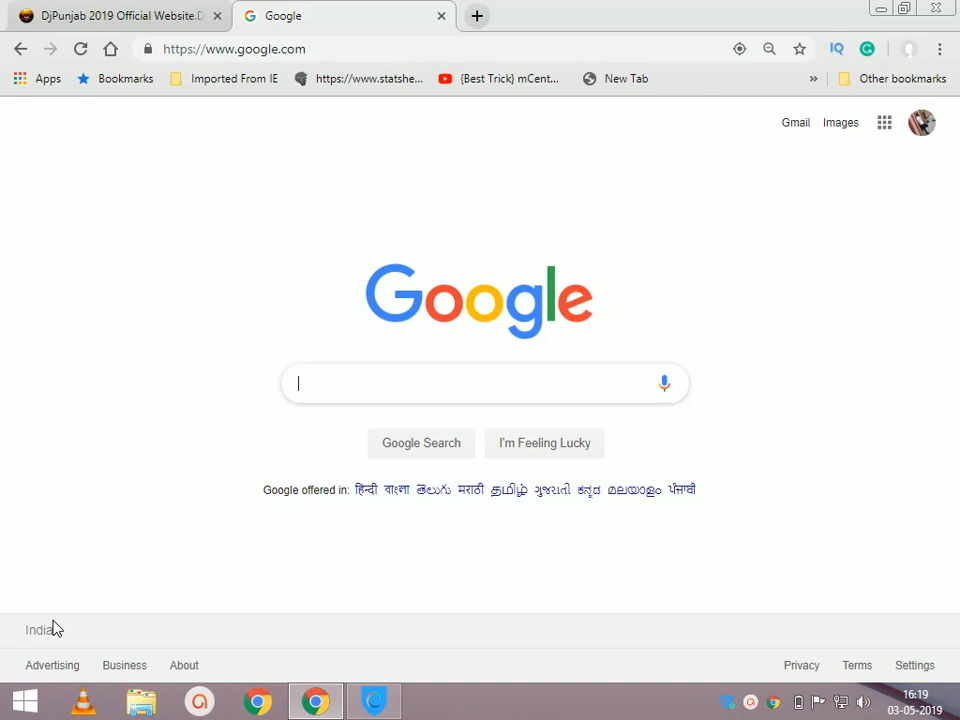 DjPunjab 2019 Official Website.D
Google
https://www.google.com
IQ
Apps Bookmarks Imported From IE https://www.statshe... {Best Trick} mCent... New Tab » Other bookmarks
Gmail Images
Google
Google Search I'm Feeling Lucky
Google offered in: हिन्दी বাংলা తెలుగు मराठी தமிழ் ગુજરાતી ಕನ್ನಡ മലയാളം ਪੰਜਾਬੀ
India
Advertising Business About Privacy Terms Settings
16:19
03-05-2019